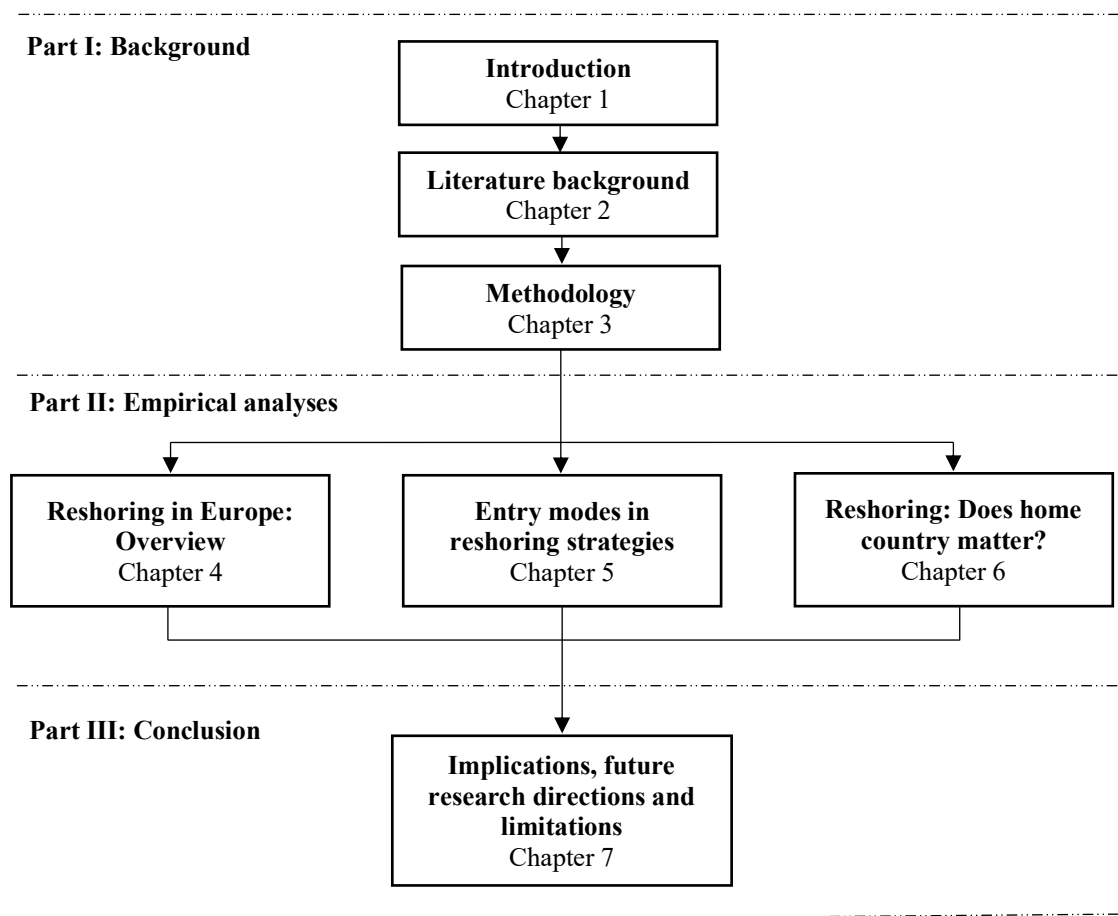 Part I: Background
Introduction
Chapter 1
Literature background
Chapter 2
Methodology
Chapter 3
Part II: Empirical analyses
Reshoring in Europe:
Overview
Chapter 4
Entry modes in
reshoring strategies
Chapter 5
Reshoring: Does home
country matter?
Chapter 6
Part III: Conclusion
Implications, future
research directions and
limitations
Chapter 7